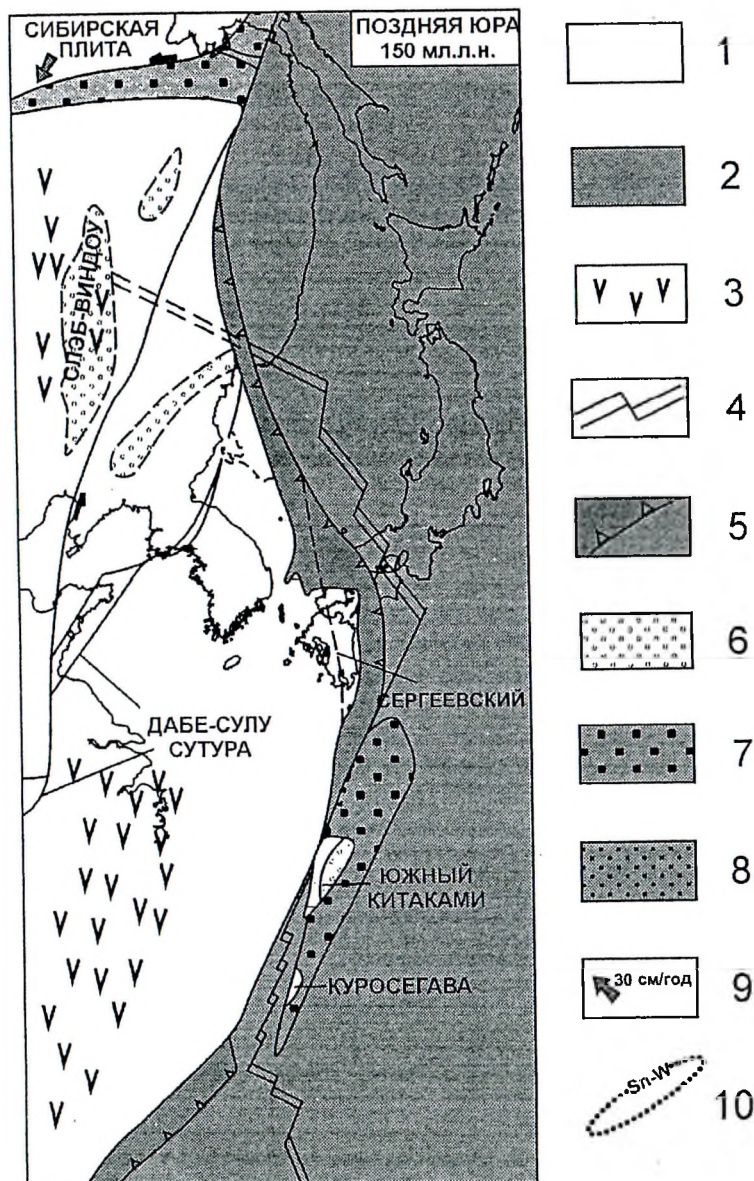 СИБИРСКАЯ
ПЛИТА
ПОЗДНЯЯ ЮРА
150 мл.л.н.
СЛЭБ-ВИНДОУ
СЕРГЕЕВСКИЙ
ДАБЕ-СУЛУ
СУТУРА
ЮЖНЫЙ
КИТАКАМИ
КУРОСЕГАВА
1
2
3
4
5
6
7
8
30 см/год
9
Sn-W
10